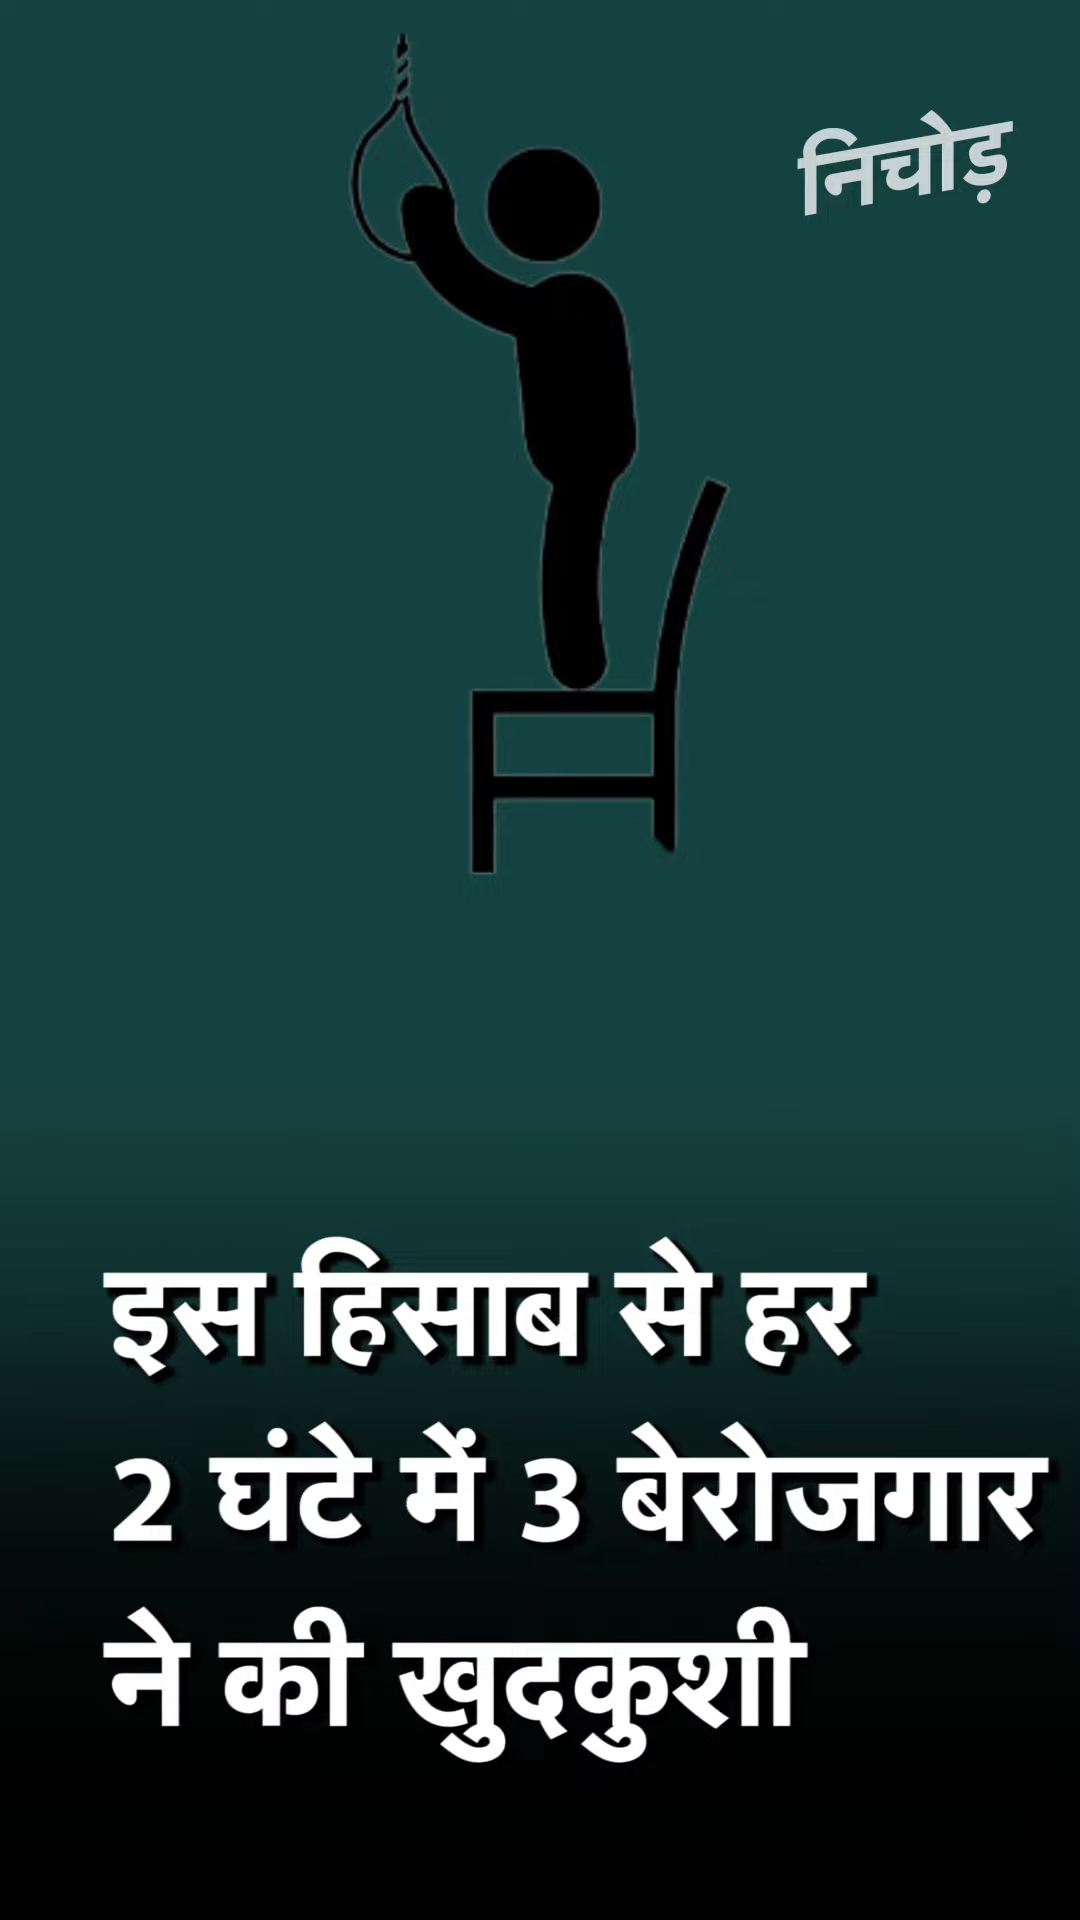 निचोड़
इस हिसाब से हर
2 घंटे में 3 बेरोजगार
ने की खुदकुशी